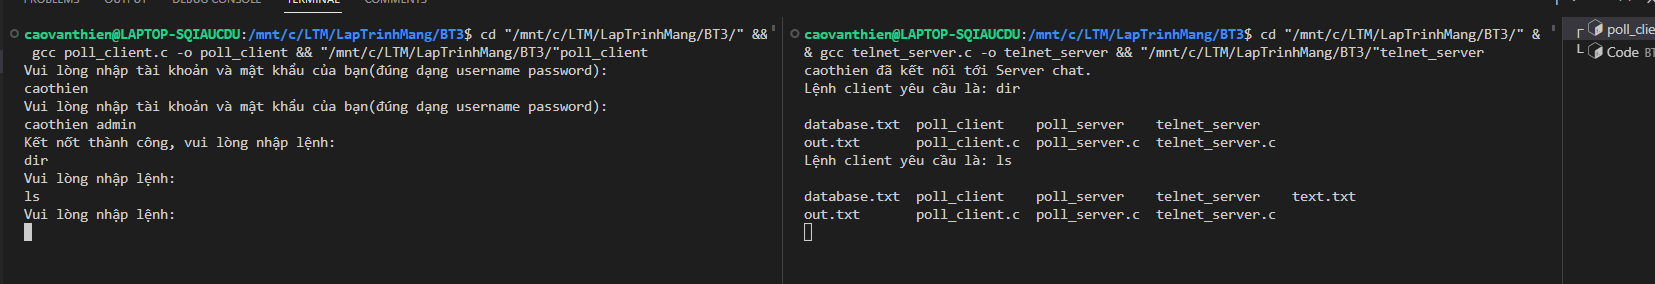 PROBLEMS OUTPUT DEBUG CONSOLE TERMINAL COMMENTS
caovanthien@LAPTOP-SQIAUCDU:/mnt/c/LTM/LapTrinhMang/BT3$ cd "/mnt/c/LTM/LapTrinhMang/BT3/" &&
gcc poll_client.c -o poll_client && "/mnt/c/LTM/LapTrinhMang/BT3/"poll_client
Vui lòng nhập tài khoản và mật khẩu của bạn(đúng dạng username password):
caothien
Vui lòng nhập tài khoản và mật khẩu của bạn(đúng dạng username password):
caothien admin
Kết nốt thành công, vui lòng nhập lệnh:
dir
Vui lòng nhập lệnh:
ls
Vui lòng nhập lệnh:
caovanthien@LAPTOP-SQIAUCDU:/mnt/c/LTM/LapTrinhMang/BT3$ cd "/mnt/c/LTM/LapTrinhMang/BT3/" &
& gcc telnet_server.c -o telnet_server && "/mnt/c/LTM/LapTrinhMang/BT3/"telnet_server
caothien đã kết nối tới Server chat.
Lệnh client yêu cầu là: dir
database.txt poll_client poll_server telnet_server
out.txt poll_client.c poll_server.c telnet_server.c
Lệnh client yêu cầu là: ls
database.txt poll_client poll_server telnet_server text.txt
out.txt poll_client.c poll_server.c telnet_server.c
poll_clie
Code BT